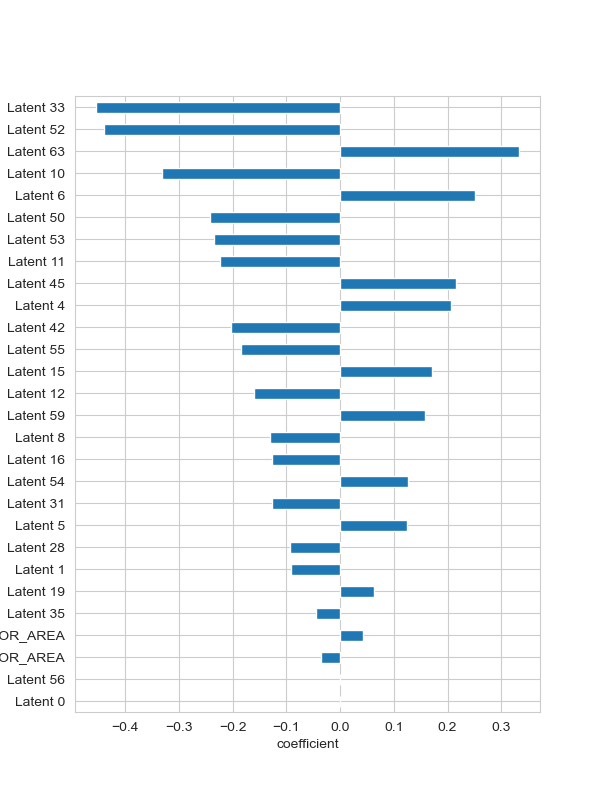 Latent 33
Latent 52
Latent 63
Latent 10
Latent 6
Latent 50
Latent 53
Latent 11
Latent 45
Latent 4
Latent 42
Latent 55
Latent 15
Latent 12
Latent 59
Latent 8
Latent 16
Latent 54
Latent 31
Latent 5
Latent 28
Latent 1
Latent 19
Latent 35
OR_AREA
OR_AREA
Latent 56
Latent 0
−0.4 −0.3 −0.2 −0.1 0.0 0.1 0.2 0.3
coefficient